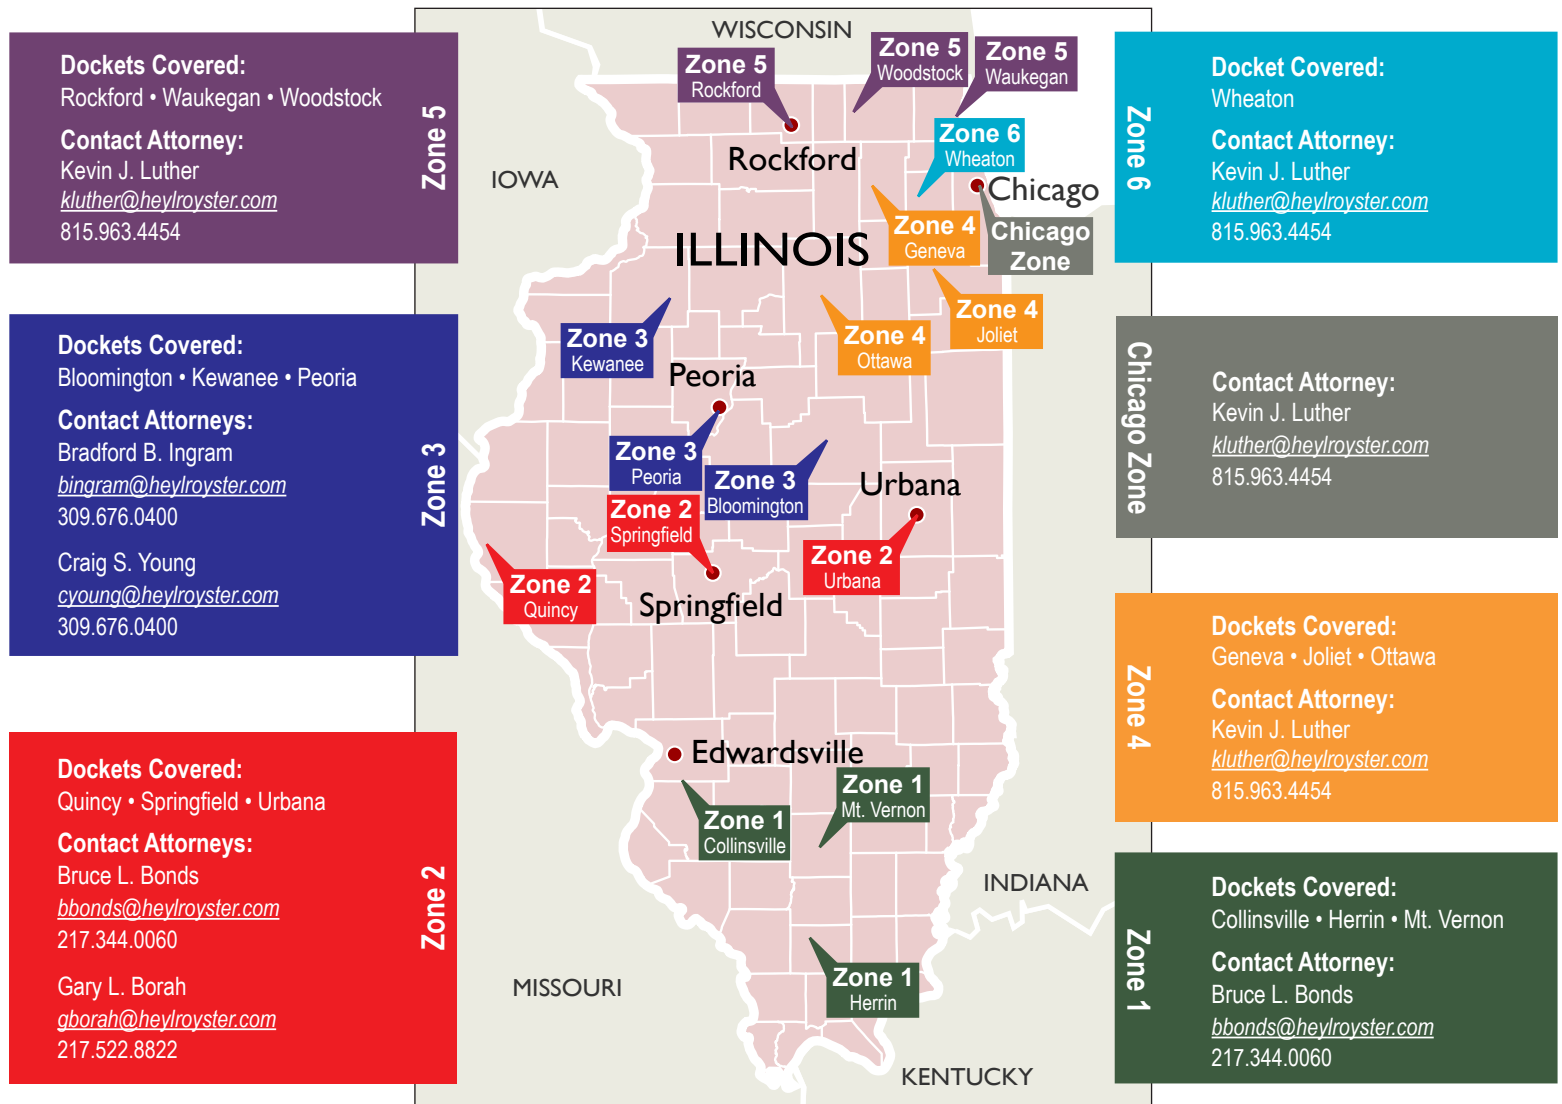 Dockets Covered:
Rockford • Waukegan • Woodstock
Contact Attorney:
Kevin J. Luther
kluther@heylroyster.com
815.963.4454
Zone 5
Dockets Covered:
Bloomington • Kewanee • Peoria
Contact Attorneys:
Bradford B. Ingram
bingram@heylroyster.com
309.676.0400
Craig S. Young
cyoung@heylroyster.com
309.676.0400
Zone 3
Dockets Covered:
Quincy • Springfield • Urbana
Contact Attorneys:
Bruce L. Bonds
bbonds@heylroyster.com
217.344.0060
Gary L. Borah
gborah@heylroyster.com
217.522.8822
Zone 2
WISCONSIN
Zone 5
Rockford
Zone 5
Woodstock
Zone 5
Waukegan
Rockford
Zone 6
Wheaton
IOWA
Chicago
Zone 4
Geneva
Chicago
Zone
ILLINOIS
Zone 4
Joliet
Zone 3
Kewanee
Zone 4
Ottawa
Peoria
Zone 3
Peoria
Zone 3
Bloomington
Urbana
Zone 2
Springfield
Zone 2
Urbana
Zone 2
Quincy
Springfield
Edwardsville
Zone 1
Mt. Vernon
Zone 1
Collinsville
INDIANA
Zone 1
Herrin
MISSOURI
KENTUCKY
Zone 6
Docket Covered:
Wheaton
Contact Attorney:
Kevin J. Luther
kluther@heylroyster.com
815.963.4454
Chicago Zone
Contact Attorney:
Kevin J. Luther
kluther@heylroyster.com
815.963.4454
Zone 4
Dockets Covered:
Geneva • Joliet • Ottawa
Contact Attorney:
Kevin J. Luther
kluther@heylroyster.com
815.963.4454
Zone 1
Dockets Covered:
Collinsville • Herrin • Mt. Vernon
Contact Attorney:
Bruce L. Bonds
bbonds@heylroyster.com
217.344.0060